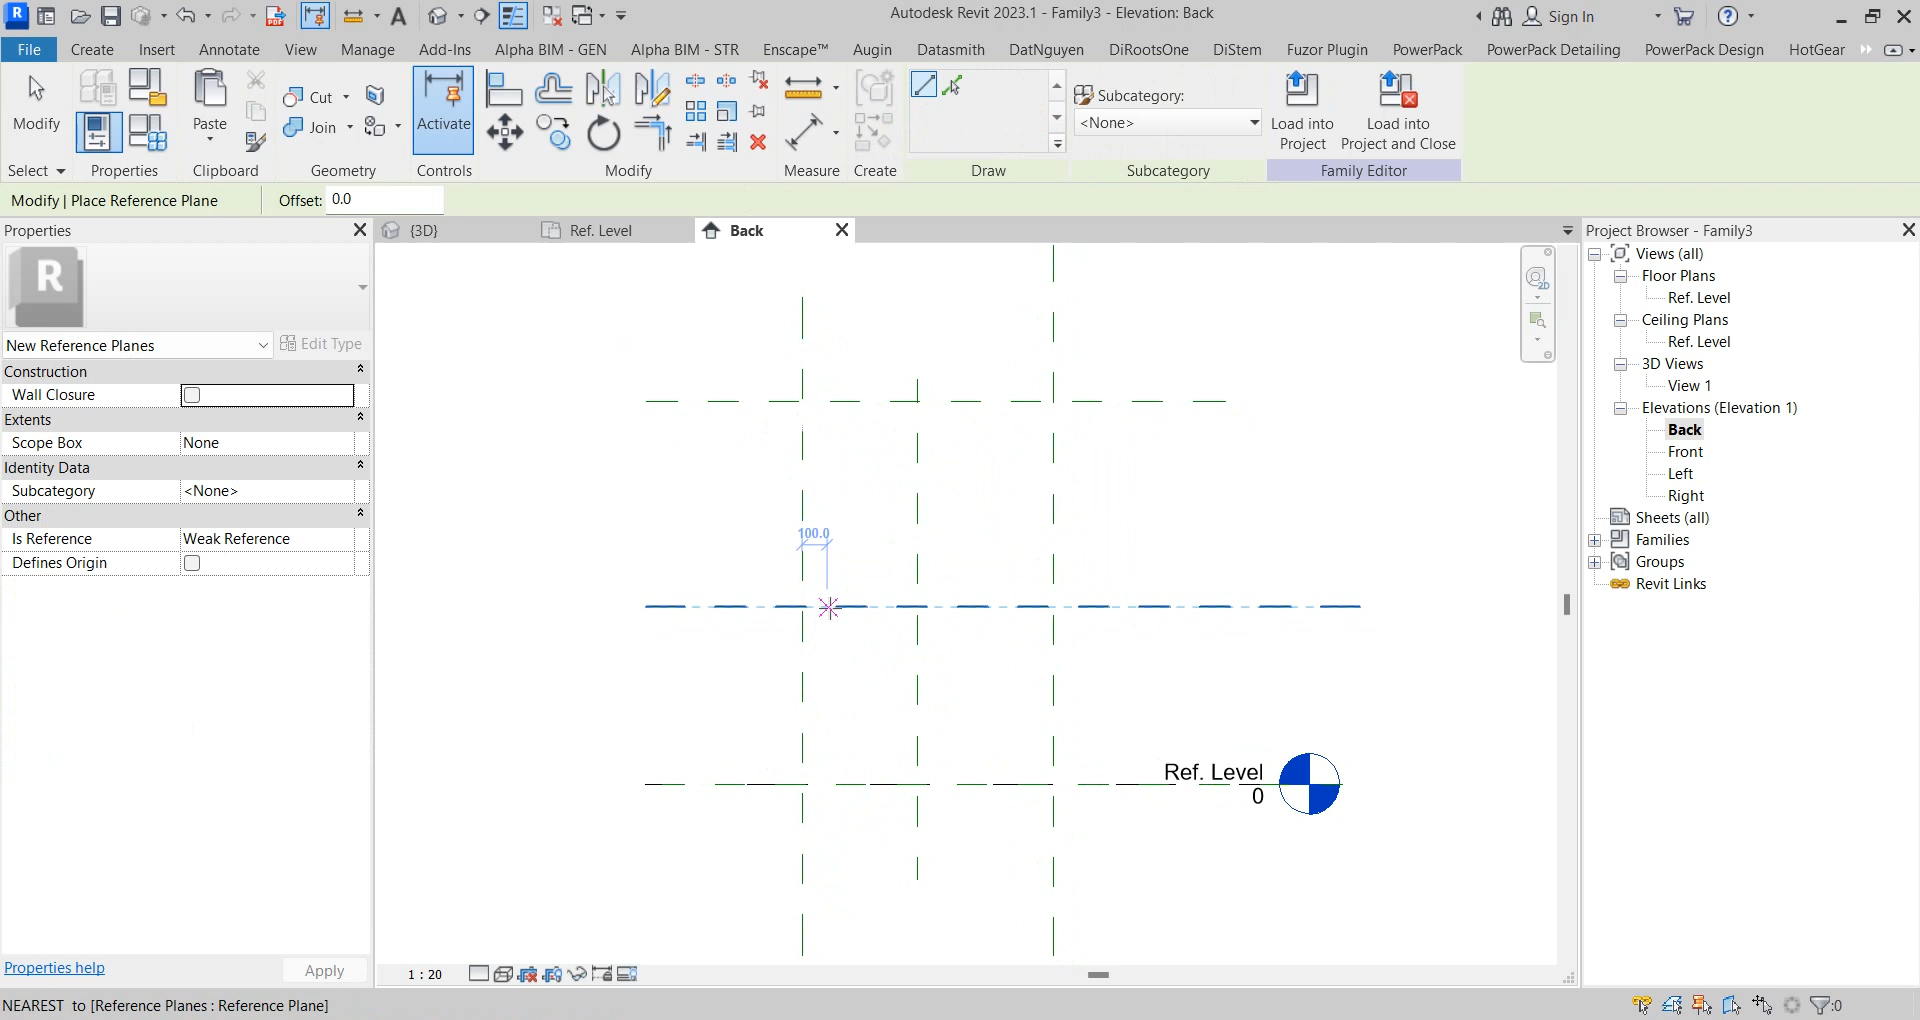 Autodesk Revit 2023.1 - Family3 - Elevation: Back
Sign In
File Create Insert Annotate View Manage Add-Ins Alpha BIM - GEN Alpha BIM - STR Enscape™ Augin Datasmith DatNguyen DiRootsOne DiStem Fuzor Plugin PowerPack PowerPack Detailing PowerPack Design HotGear
Modify
Paste
Cut
Join
Activate
Subcategory:
<None>
Load into
Project
Load into
Project and Close
Select Properties Clipboard Geometry Controls Modify Measure Create Draw Subcategory Family Editor
Modify | Place Reference Plane Offset: 0.0
Properties
{3D} Ref. Level Back
Project Browser - Family3
R
New Reference Planes
Edit Type
Construction
Wall Closure
Extents
Scope Box None
Identity Data
Subcategory <None>
Other
Is Reference Weak Reference
Defines Origin
Properties help
Apply
100.0
Ref. Level
0
2D
1 : 20
Views (all)
Floor Plans
Ref. Level
Ceiling Plans
Ref. Level
3D Views
View 1
Elevations (Elevation 1)
Back
Front
Left
Right
Sheets (all)
Families
Groups
Revit Links
NEAREST to [Reference Planes : Reference Plane]
:0